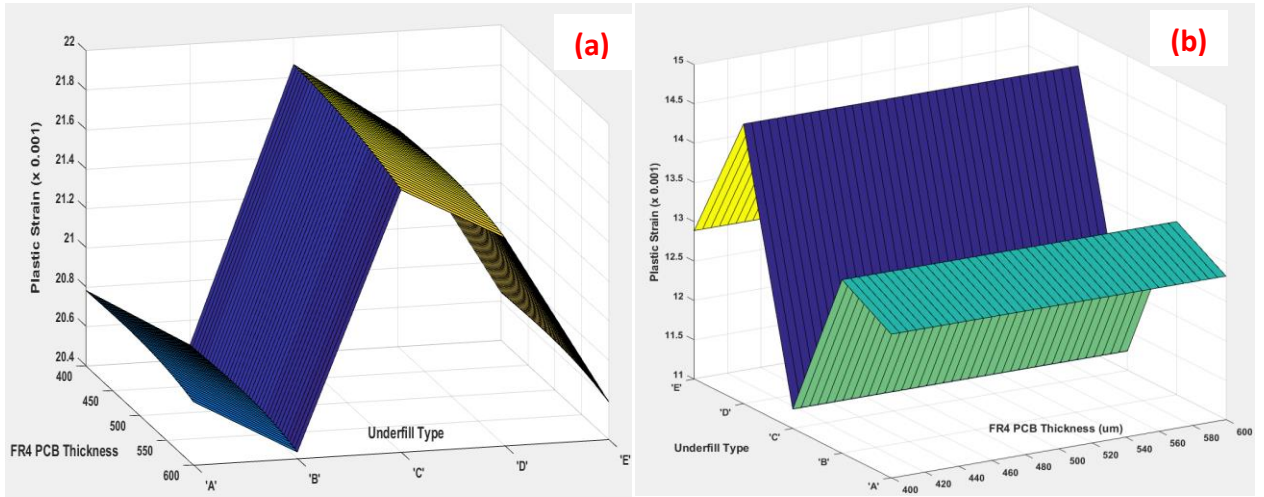 (a)
22
21.8
21.6
21.4
21.2
21
20.8
20.6
20.4
Plastic Strain (x 0.001)
400
450
500
550
600
FR4 PCB Thickness
'A'
'B'
'C'
'D'
'E'
Underfill Type
(b)
15
14.5
14
13.5
13
12.5
12
11.5
11
Plastic Strain (x 0.001)
'E'
'D'
'C'
'B'
'A'
Underfill Type
400
420
440
460
480
500
520
540
560
580
600
FR4 PCB Thickness (um)